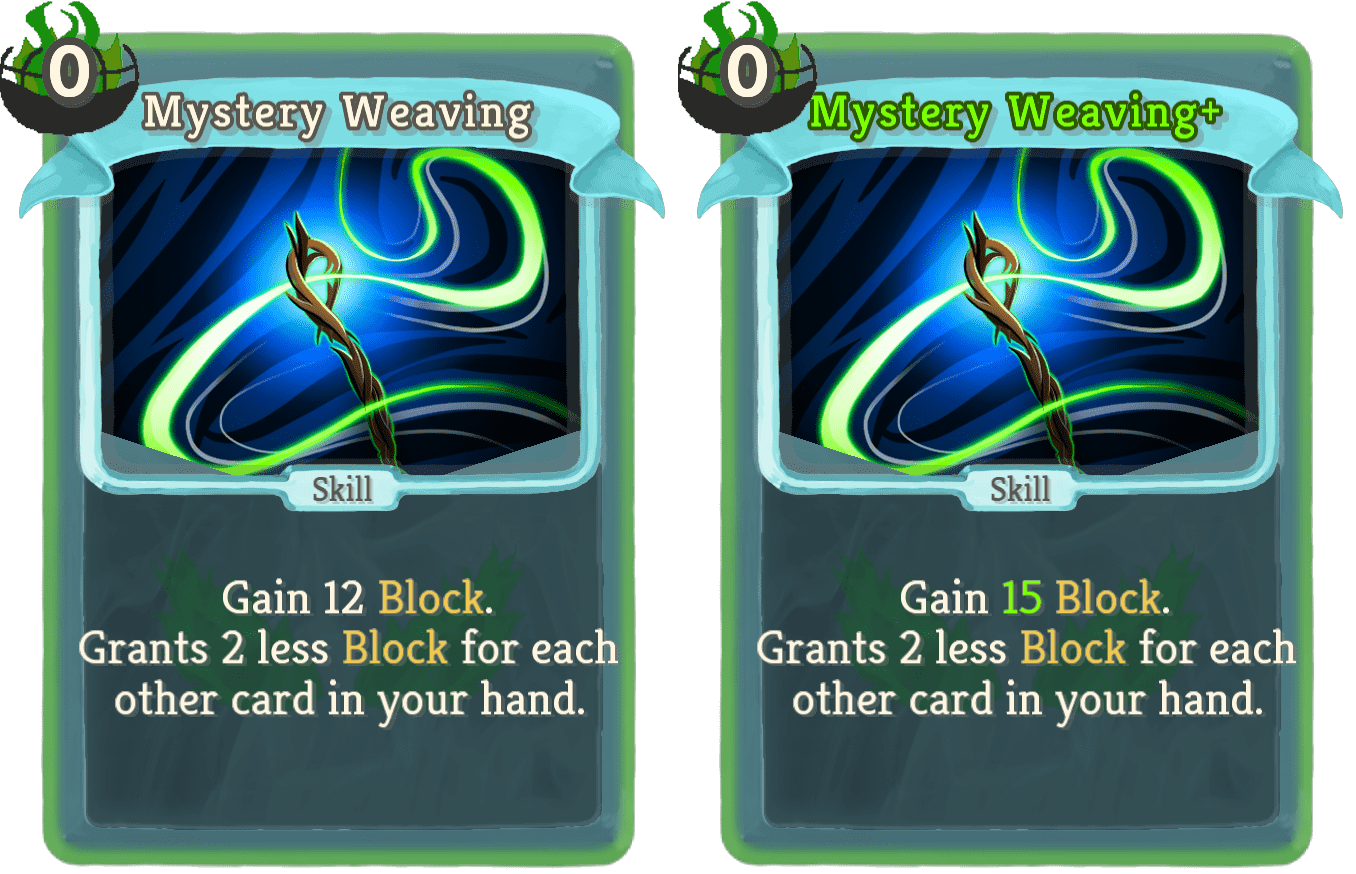 0
Mystery Weaving
Skill
Gain 12 Block.
Grants 2 less Block for each
other card in your hand.
0
Mystery Weaving+
Skill
Gain 15 Block.
Grants 2 less Block for each
other card in your hand.